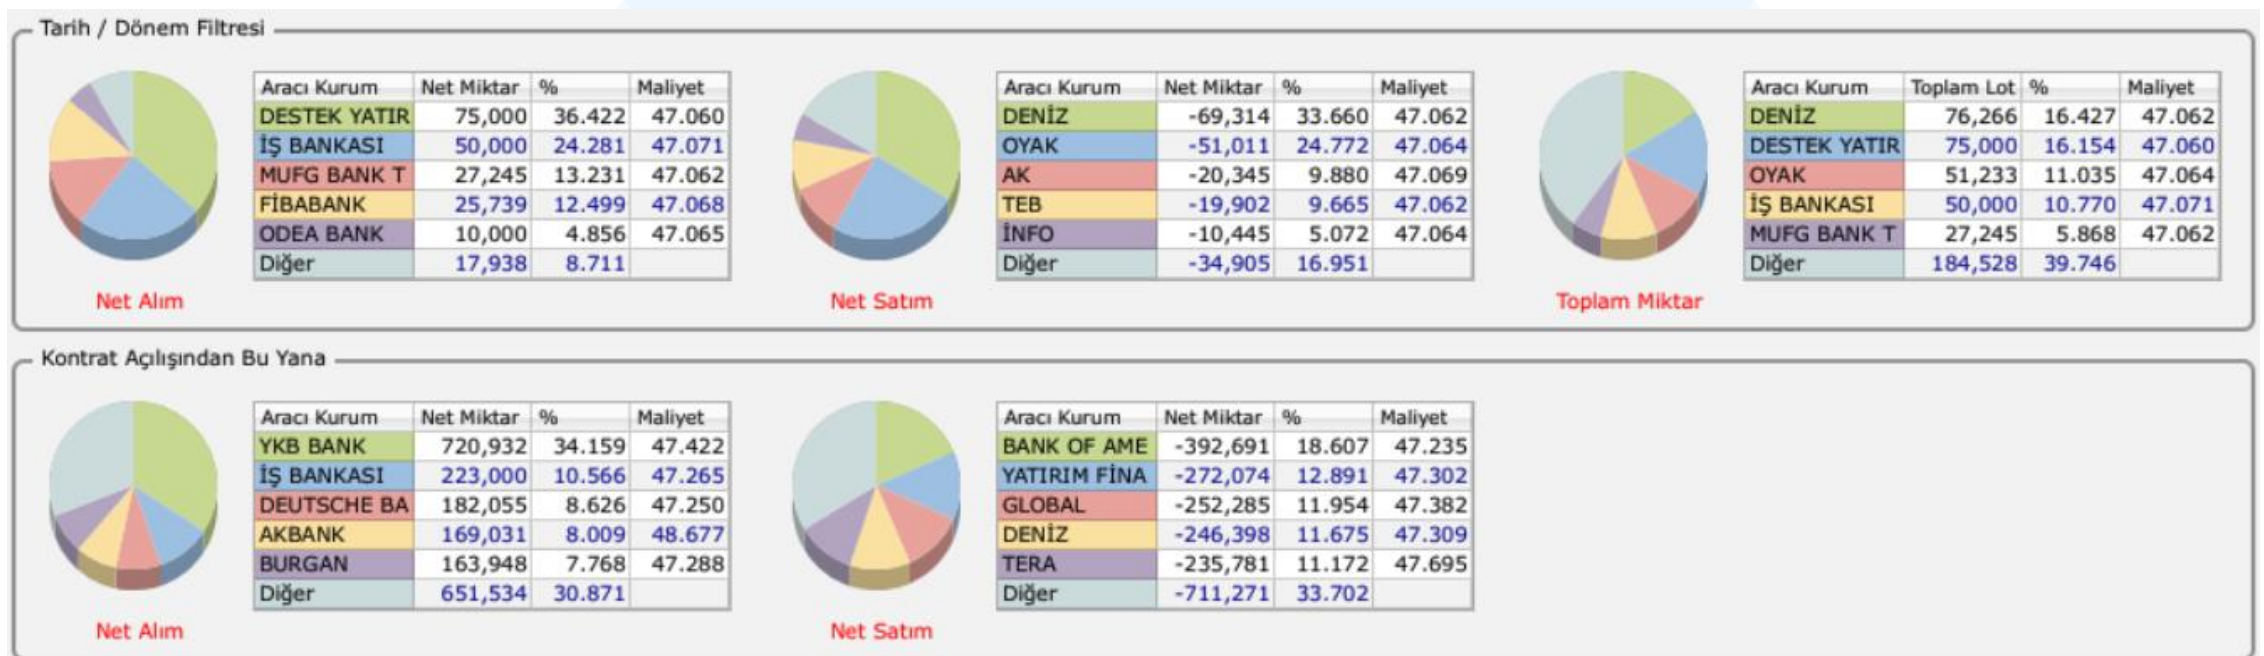 Tarih / Dönem Filtresi
Aracı Kurum Net Miktar % Maliyet
DESTEK YATIR 75,000 36.422 47.060
İŞ BANKASI 50,000 24.281 47.071
MUFG BANK T 27,245 13.231 47.062
FİBABANK 25,739 12.499 47.068
ODEA BANK 10,000 4.856 47.065
Diğer 17,938 8.711
Net Alım
Aracı Kurum Net Miktar % Maliyet
DENİZ -69,314 33.660 47.062
OYAK -51,011 24.772 47.064
AK -20,345 9.880 47.069
TEB -19,902 9.665 47.062
İNFO -10,445 5.072 47.064
Diğer -34,905 16.951
Net Satım
Aracı Kurum Toplam Lot % Maliyet
DENİZ 76,266 16.427 47.062
DESTEK YATIR 75,000 16.154 47.060
OYAK 51,233 11.035 47.064
İŞ BANKASI 50,000 10.770 47.071
MUFG BANK T 27,245 5.868 47.062
Diğer 184,528 39.746
Toplam Miktar
Kontrat Açılışından Bu Yana
Aracı Kurum Net Miktar % Maliyet
YKB BANK 720,932 34.159 47.422
İŞ BANKASI 223,000 10.566 47.265
DEUTSCHE BA 182,055 8.626 47.250
AKBANK 169,031 8.009 48.677
BURGAN 163,948 7.768 47.288
Diğer 651,534 30.871
Net Alım
Aracı Kurum Net Miktar % Maliyet
BANK OF AME -392,691 18.607 47.235
YATIRIM FİNA -272,074 12.891 47.302
GLOBAL -252,285 11.954 47.382
DENİZ -246,398 11.675 47.309
TERA -235,781 11.172 47.695
Diğer -711,271 33.702
Net Satım